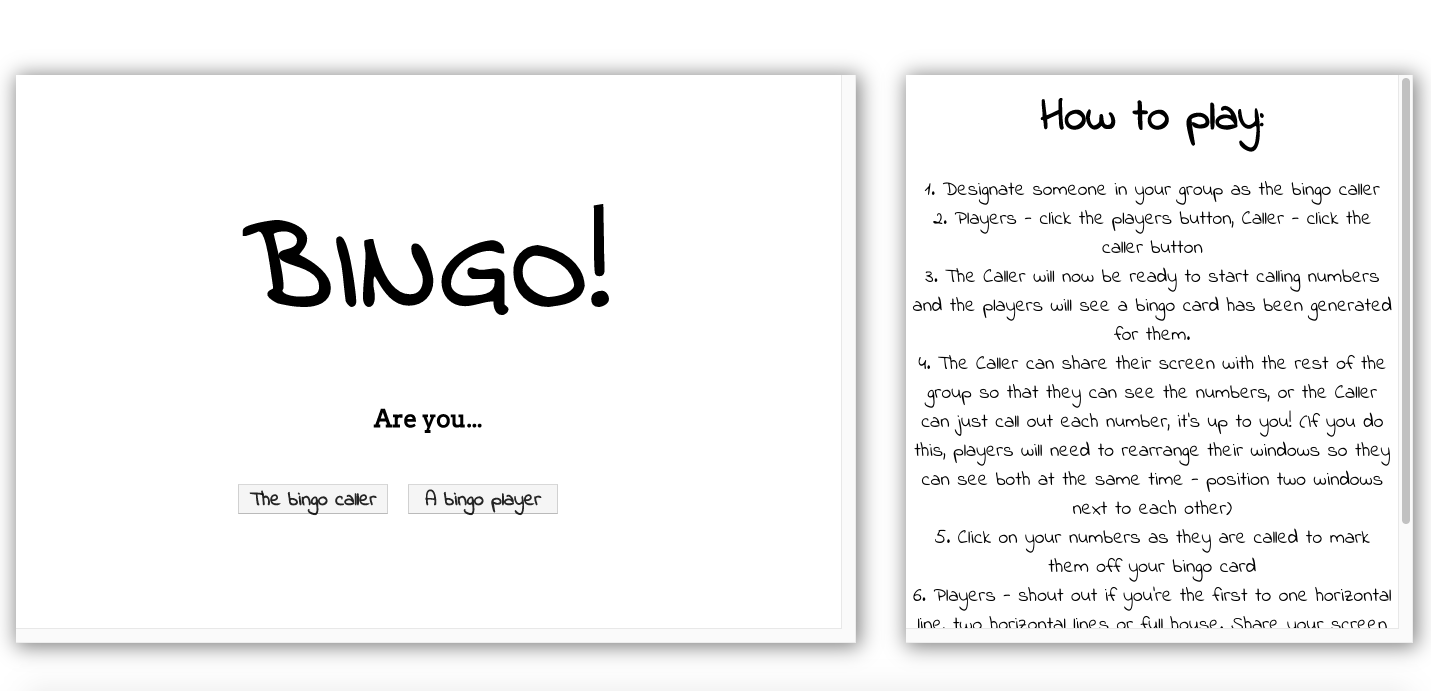 BINGO!
Are you...
The bingo caller
A bingo player
How to play:
1. Designate someone in your group as the bingo caller
2. Players - click the players button, Caller - click the
caller button
3. The Caller will now be ready to start calling numbers
and the players will see a bingo card has been generated
for them.
4. The Caller can share their screen with the rest of the
group so that they can see the numbers, or the Caller
can just call out each number, it's up to you! (If you do
this, players will need to rearrange their windows so they
can see both at the same time - position two windows
next to each other)
5. Click on your numbers as they are called to mark
them off your bingo card
6. Players - shout out if you're the first to one horizontal
line, two horizontal lines or full house. Share your screen